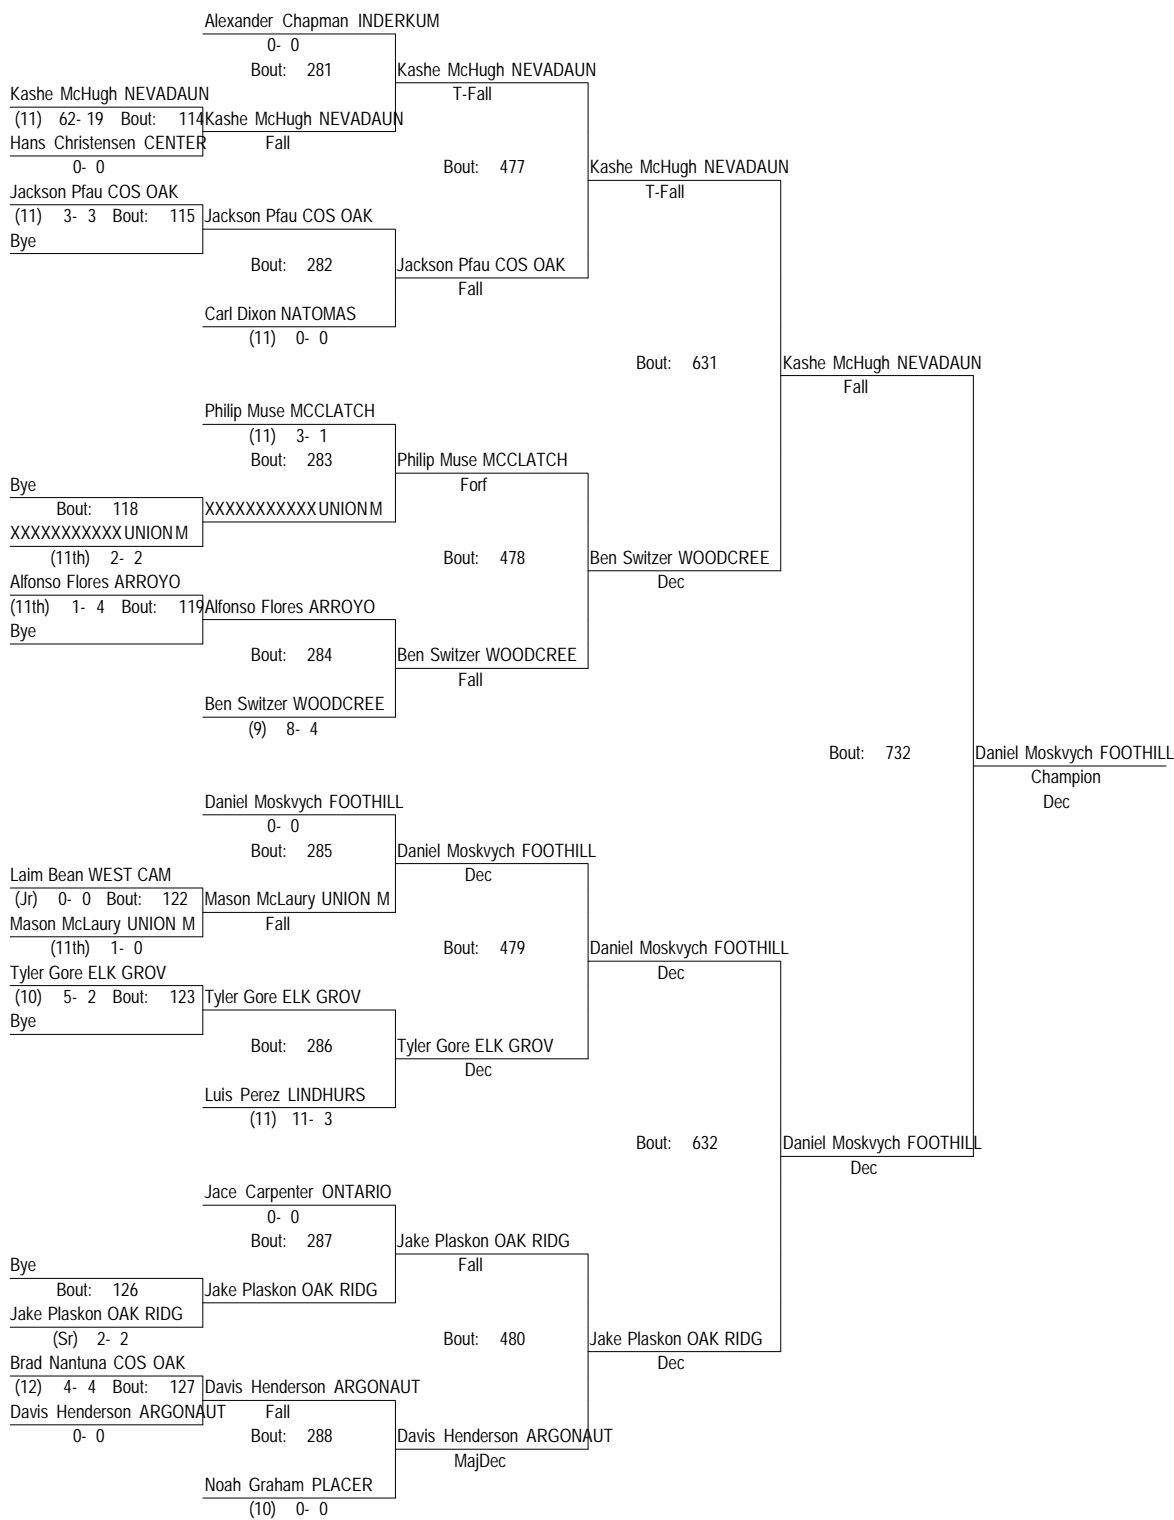 Alexander Chapman INDERKUM
0- 0
Bout: 281
Kashe McHugh NEVADAUN
T-Fall
Kashe McHugh NEVADAUN
(11) 62- 19 Bout: 114
Kashe McHugh NEVADAUN
Hans Christensen CENTER
Fall
0- 0
Bout: 477
Kashe McHugh NEVADAUN
T-Fall
Jackson Pfau COS OAK
(11) 3- 3 Bout: 115
Jackson Pfau COS OAK
Bye
Bout: 282
Jackson Pfau COS OAK
Fall
Carl Dixon NATOMAS
(11) 0- 0
Bout: 631
Kashe McHugh NEVADAUN
Fall
Philip Muse MCCLATCH
(11) 3- 1
Bout: 283
Philip Muse MCCLATCH
Forf
Bye
Bout: 118
XXXXXXXXXXX UNION M
XXXXXXXXXXX UNION M
(11th) 2- 2
Bout: 478
Ben Switzer WOODCREE
Dec
Alfonso Flores ARROYO
(11th) 1- 4 Bout: 119
Alfonso Flores ARROYO
Bye
Bout: 284
Ben Switzer WOODCREE
Fall
Ben Switzer WOODCREE
(9) 8- 4
Bout: 732
Daniel Moskvych FOOTHILL
Champion
Dec
Daniel Moskvych FOOTHILL
0- 0
Bout: 285
Daniel Moskvych FOOTHILL
Dec
Laim Bean WEST CAM
(Jr) 0- 0 Bout: 122
Mason McLaury UNION M
Mason McLaury UNION M
Fall
(11th) 1- 0
Bout: 479
Daniel Moskvych FOOTHILL
Dec
Tyler Gore ELK GROV
(10) 5- 2 Bout: 123
Tyler Gore ELK GROV
Bye
Bout: 286
Tyler Gore ELK GROV
Dec
Luis Perez LINDHURS
(11) 11- 3
Bout: 632
Daniel Moskvych FOOTHILL
Dec
Jace Carpenter ONTARIO
0- 0
Bout: 287
Jake Plaskon OAK RIDG
Fall
Bye
Bout: 126
Jake Plaskon OAK RIDG
Jake Plaskon OAK RIDG
(Sr) 2- 2
Bout: 480
Jake Plaskon OAK RIDG
Dec
Brad Nantuna COS OAK
(12) 4- 4 Bout: 127
Davis Henderson ARGONAUT
Davis Henderson ARGONAUT
Fall
0- 0
Bout: 288
Davis Henderson ARGONAUT
MajDec
Noah Graham PLACER
(10) 0- 0